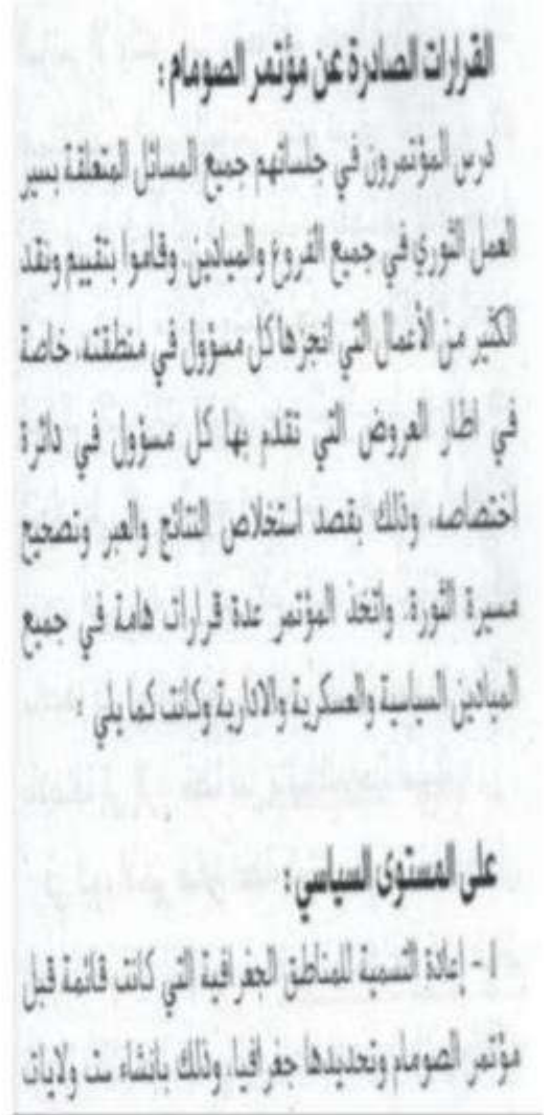 القرارات الصادرة عن مؤتمر الصومام :
درس المؤتمرون في جلساتهم جميع المسائل المتعلقة بسير
العمل الثوري في جميع الفروع والميادين. وقاموا بتقييم ونقد
الكثير من الأعمال التي انجزها كل مسؤول في منطقته، خاصة
في اطار العروض التي تقدم بها كل مسؤول في دائرة
اختصاصه، وذلك بقصد استخلاص النتائج والعبر وتصحيح
مسيرة الثورة. واتخذ المؤتمر عدة قرارات هامة في جميع
الميادين السياسية والعسكرية والادارية وكانت كما يلي :
على المستوى السياسي :
1 - إعادة التسمية للمناطق الجغرافية التي كانت قائمة قبل
مؤتمر الصومام وتحديدها جغرافيا. وذلك بانشاء ست ولايات